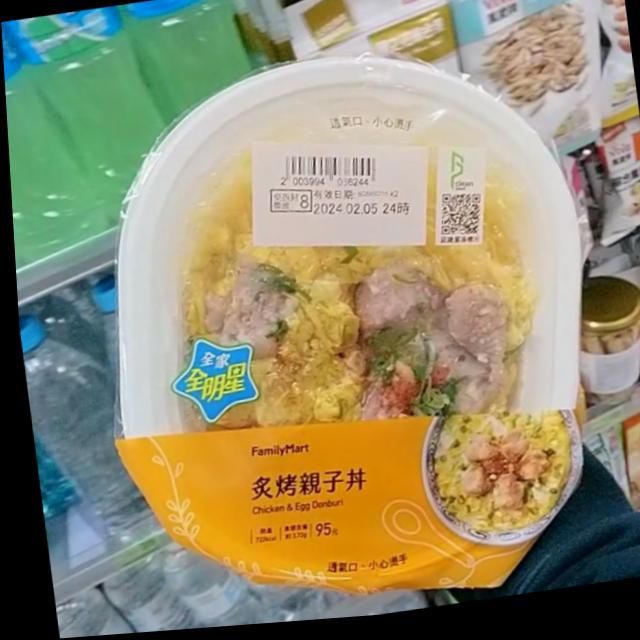 透氣口·小心燙手
2 003994 056244
有效日期:
8 2024.02.05 24時
clean
全家
全明星
FamilyMart
炙烤親子丼
Chicken & Egg Donburi
95元
透氣口·小心燙手